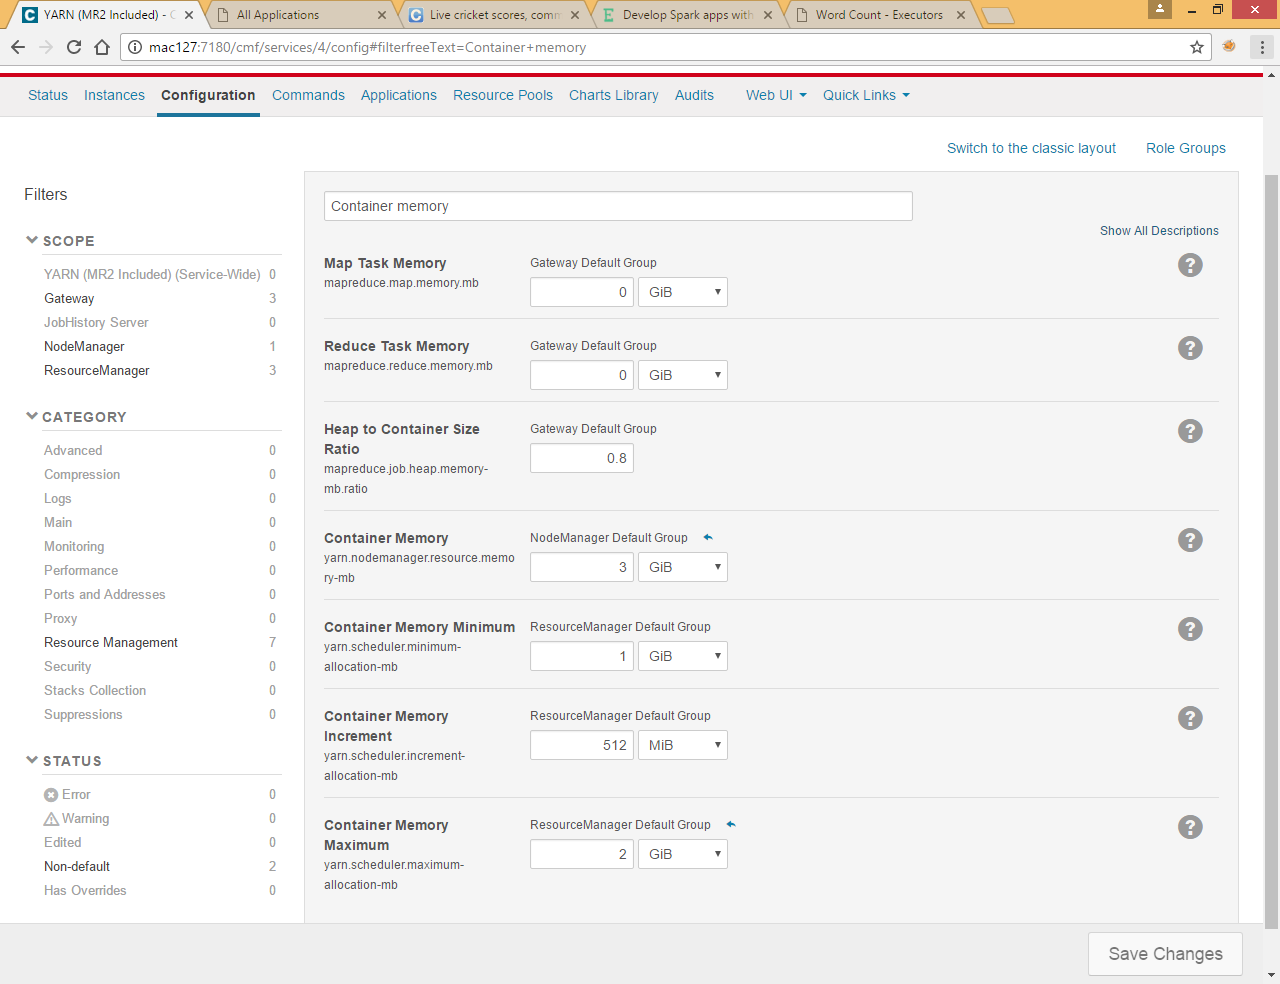 YARN (MR2 Included) - C
All Applications
Live cricket scores, comm
Develop Spark apps with
Word Count - Executors
mac127:7180/cmf/services/4/config#filterfreeText=Container+memory
Status Instances Configuration Commands Applications Resource Pools Charts Library Audits Web UI Quick Links
Switch to the classic layout Role Groups
Filters
Container memory
Show All Descriptions
SCOPE
YARN (MR2 Included) (Service-Wide) 0
Gateway 3
JobHistory Server 0
NodeManager 1
ResourceManager 3
CATEGORY
Advanced 0
Compression 0
Logs 0
Main 0
Monitoring 0
Performance 0
Ports and Addresses 0
Proxy 0
Resource Management 7
Security 0
Stacks Collection 0
Suppressions 0
STATUS
Error 0
Warning 0
Edited 0
Non-default 2
Has Overrides 0
Map Task Memory
mapreduce.map.memory.mb
Gateway Default Group
0 GiB
?
Reduce Task Memory
mapreduce.reduce.memory.mb
Gateway Default Group
0 GiB
?
Heap to Container Size
Ratio
mapreduce.job.heap.memory-
mb.ratio
Gateway Default Group
0.8
?
Container Memory
yarn.nodemanager.resource.memo
ry-mb
NodeManager Default Group
3 GiB
?
Container Memory Minimum
yarn.scheduler.minimum-
allocation-mb
ResourceManager Default Group
1 GiB
?
Container Memory
Increment
yarn.scheduler.increment-
allocation-mb
ResourceManager Default Group
512 MiB
?
Container Memory
Maximum
yarn.scheduler.maximum-
allocation-mb
ResourceManager Default Group
2 GiB
?
Save Changes